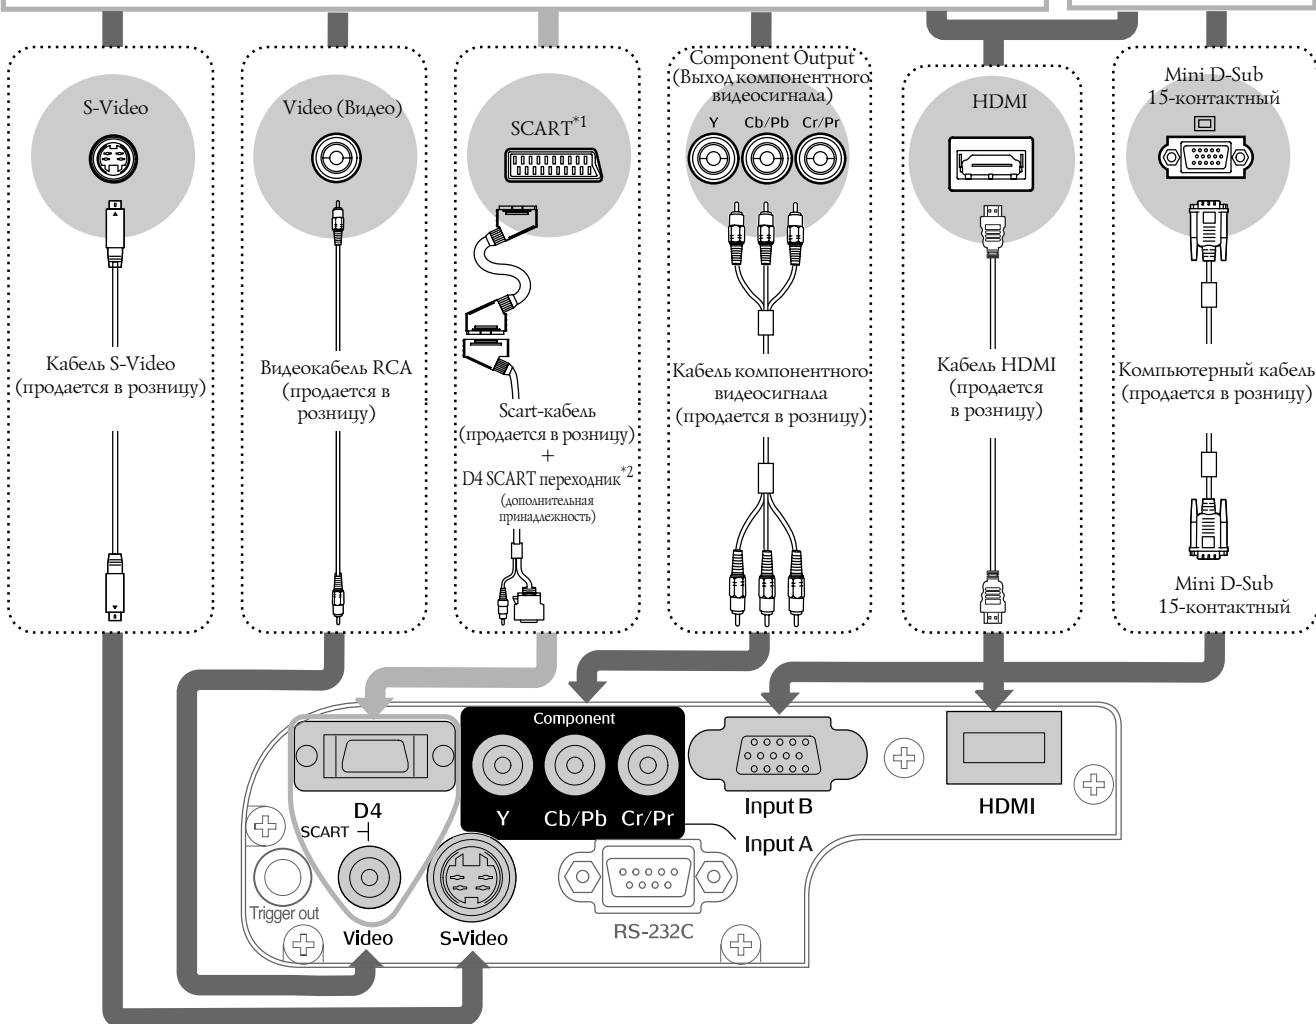 S-Video
Кабель S-Video
(продается в розницу)
Video (Видео)
Видеокабель RCA
(продается в
розницу)
SCART*1
Scart-кабель
(продается в розницу)
+
D4 SCART переходник*2
(дополнительная
принадлежность)
Component Output
(Выход компонентного
видеосигнала)
Y Cb/Pb Cr/Pr
Кабель компонентного
видеосигнала
(продается в розницу)
HDMI
Кабель HDMI
(продается
в розницу)
Mini D-Sub
15-контактный
Компьютерный кабель
(продается в розницу)
Mini D-Sub
15-контактный
Component
Y Cb/Pb Cr/Pr
Input B
HDMI
D4
SCART
Input A
Trigger out
Video
S-Video
RS-232C